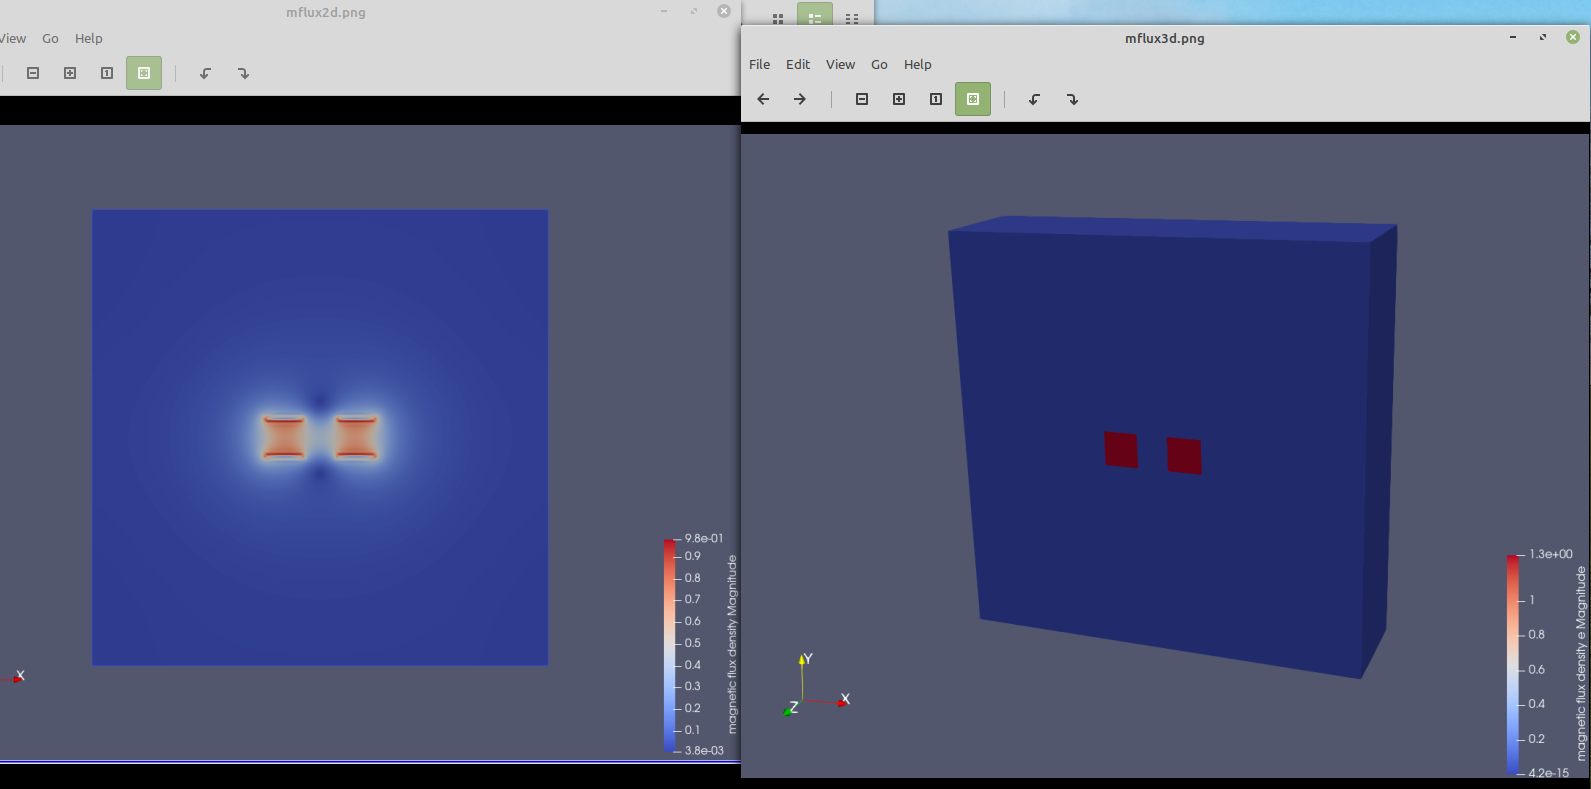 mflux2d.png
View Go Help
1
X
9.8e-01
0.9
0.8
0.7
0.6
0.5
0.4
0.3
0.2
0.1
3.8e-03
magnetic flux density Magnitude
mflux3d.png
File Edit View Go Help
1
Y
X
Z
1.3e+00
1
0.8
0.6
0.4
0.2
4.2e-15
magnetic flux density e Magnitude